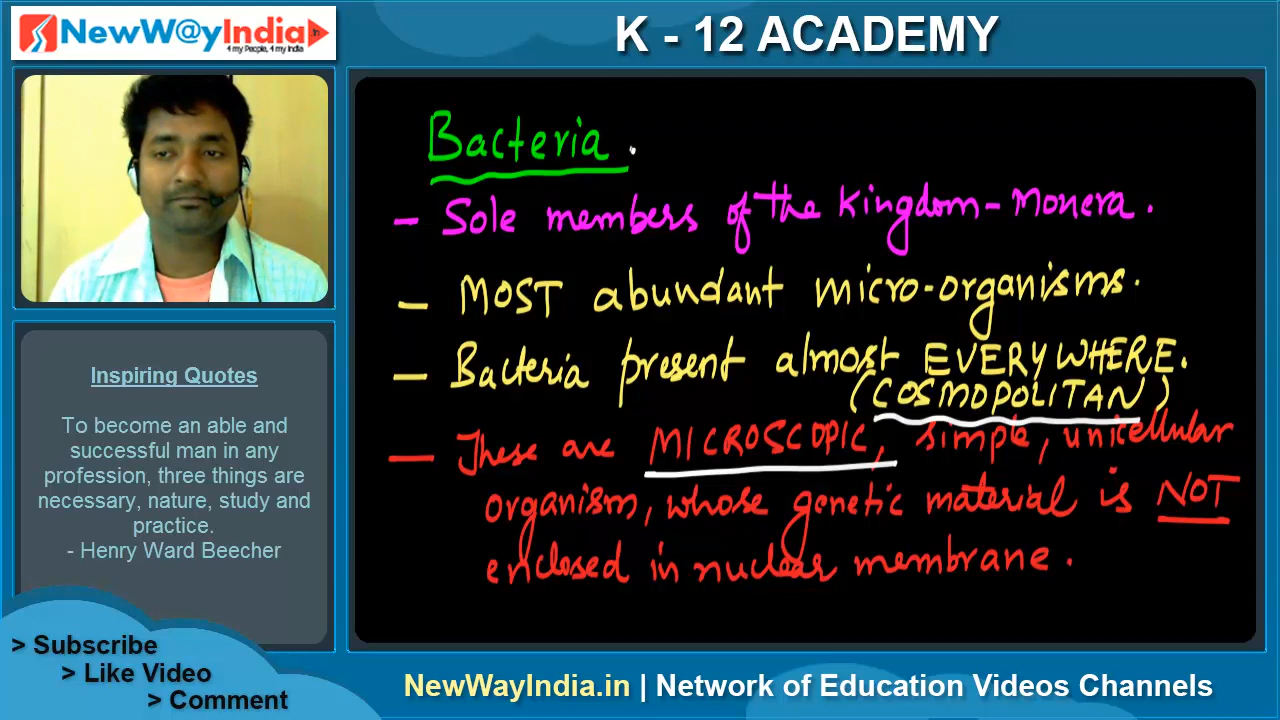 NewW@yIndia.in
4 my People, 4 my India
K - 12 ACADEMY
Bacteria.
- Sole members of the Kingdom-Monera.
- MOST abundant micro-organisms.
- Bacteria present almost EVERYWHERE.
(COSMOPOLITAN)
- These are MICROSCOPIC, simple, unicellular
organism, whose genetic material is NOT
enclosed in nuclear membrane.
Inspiring Quotes
To become an able and
successful man in any
profession, three things are
necessary, nature, study and
practice.
- Henry Ward Beecher
> Subscribe
> Like Video
> Comment
NewWayIndia.in | Network of Education Videos Channels